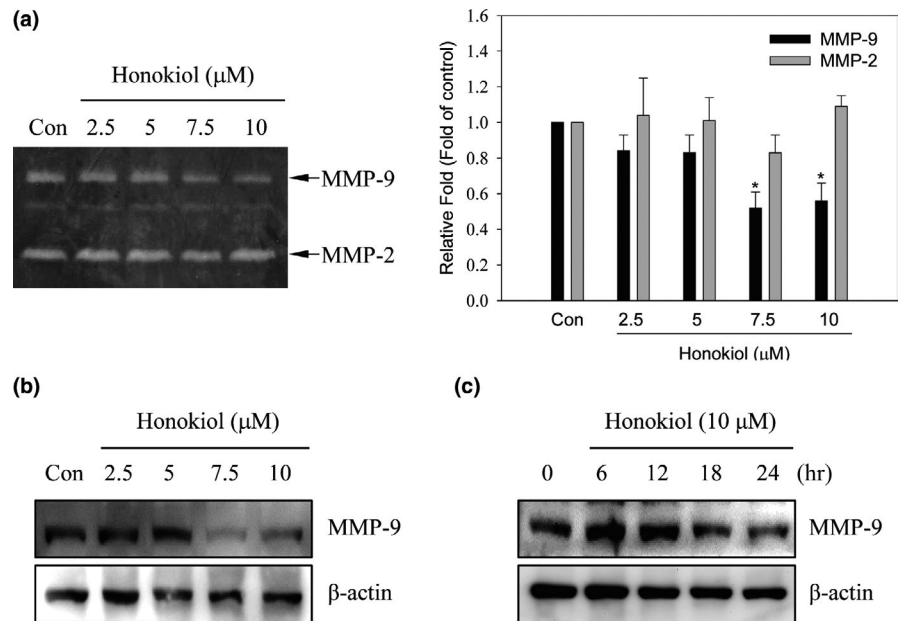 (a)
Honokiol (μM)
Con 2.5 5 7.5 10
MMP-9
MMP-2
1.6
1.4
1.2
1.0
0.8
0.6
0.4
0.2
0.0
Relative Fold (Fold of control)
MMP-9
MMP-2
* *
Con 2.5 5 7.5 10
Honokiol (μM)
(b)
Honokiol (μM)
Con 2.5 5 7.5 10
MMP-9
β-actin
(c)
Honokiol (10 μM)
0 6 12 18 24 (hr)
MMP-9
β-actin